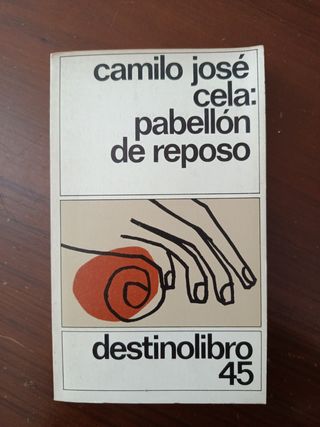 camilo josé
cela:
pabellón
de reposo
destinolibro
45